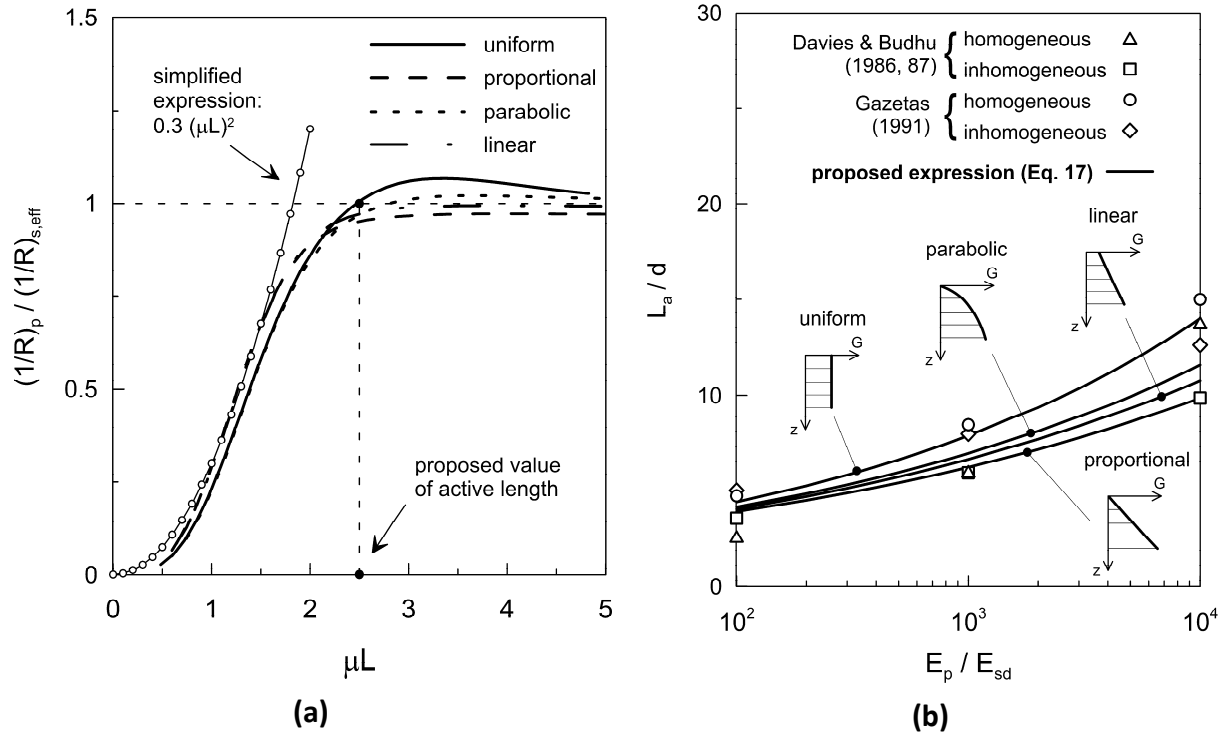 1.5
1
0.5
0
(1/R)p / (1/R)s,eff
simplified
expression:
0.3 (μL)²
uniform
proportional
parabolic
linear
proposed value
of active length
0 1 2 3 4 5
μL
(a)
30
20
10
0
La / d
Davies & Budhu
(1986, 87)
{
homogeneous
inhomogeneous
Gazetas
(1991)
{
homogeneous
inhomogeneous
proposed expression (Eq. 17)
linear
G
z
parabolic
G
z
uniform
G
z
proportional
G
z
10² 10³ 10⁴
Ep / Esd
(b)